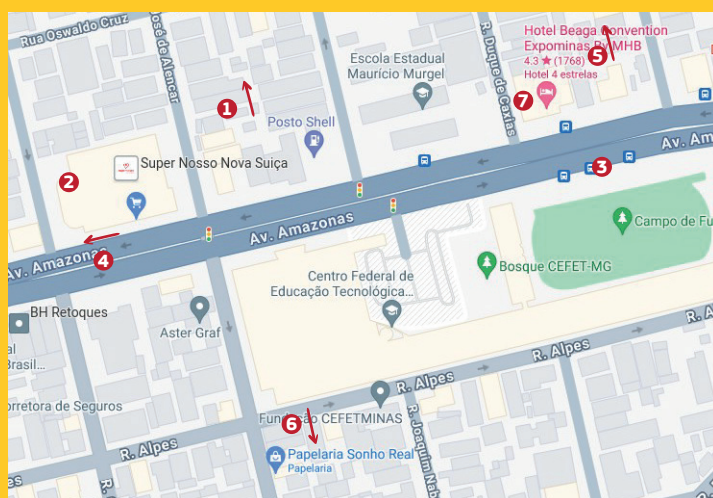 Rua Oswaldo Cruz
José de Alencar
R. Duque de Caxias
Hotel Beaga Convention
Expominas By MHB
4.3 ★ (1768)
Hotel 4 estrelas
5
Escola Estadual
Maurício Murgel
7
1
Posto Shell
Super Nosso Nova Suiça
2
3
Av. Am
Av. Amazonas
Av. Amazonas
4
Campo de Fu
Bosque CEFET-MG
Centro Federal de
Educação Tecnológica...
BH Retoques
Aster Graf
al
Brasil...
R. A
R. Alpes
R. Alpes
orretora de Seguros
Fundação CEFETMINAS
R. Joaquim Nab
6
R. Alpes
Papelaria Sonho Real
Papelaria